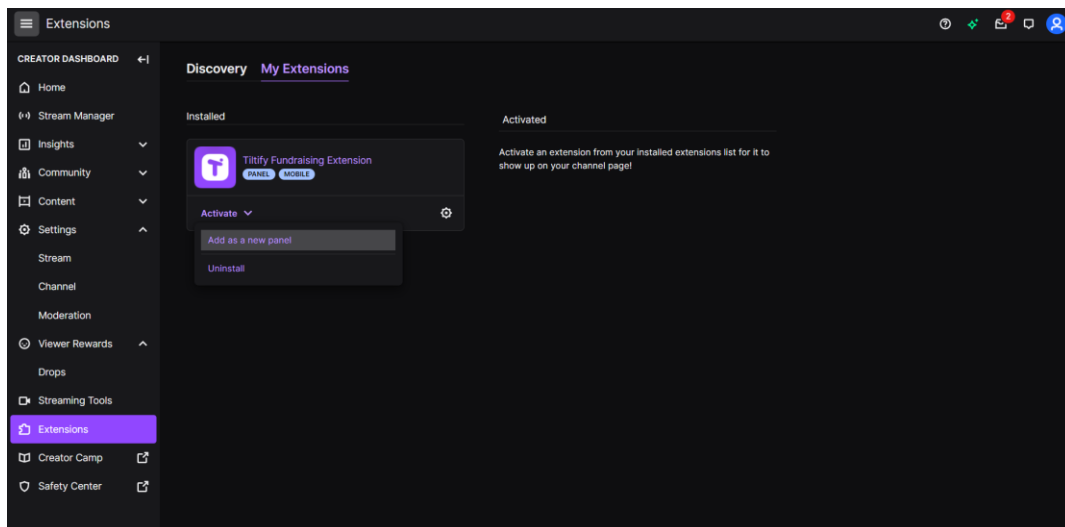 Extensions
2
CREATOR DASHBOARD
Home
Stream Manager
Insights
Community
Content
Settings
Stream
Channel
Moderation
Viewer Rewards
Drops
Streaming Tools
Extensions
Creator Camp
Safety Center
Discovery My Extensions
Installed
Tiltify Fundraising Extension
PANEL MOBILE
Activate
Add as a new panel
Uninstall
Activated
Activate an extension from your installed extensions list for it to
show up on your channel page!